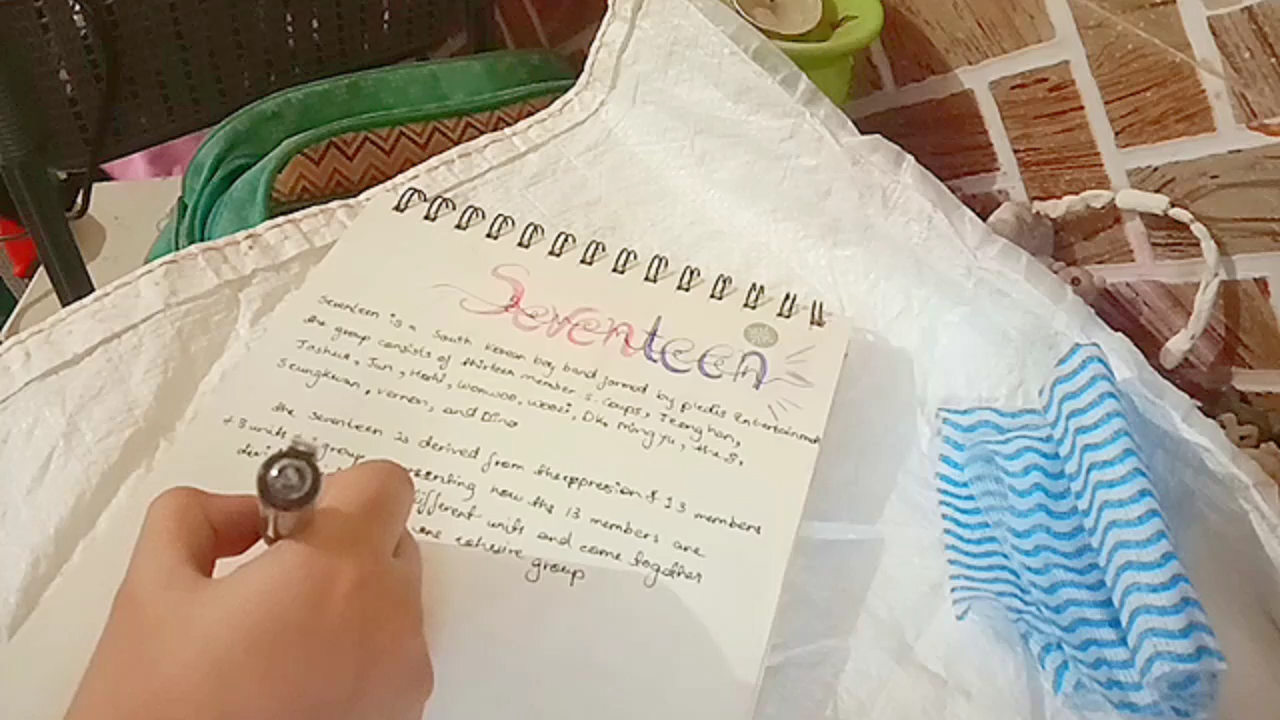 Seventeen
Seventeen is a South Korean boy band formed by pledis Entertainment
the group consists of thirteen member S. Coups, Jeonghan,
Joshua, Jun, Hoshi, Wonwoo, Woozi, DK, Mingyu, the 8,
Seungkwan, Vernon, and Dino
the seventeen is derived from the 13 members
+ 3 units group how the 13 members are
different units and come together
one group